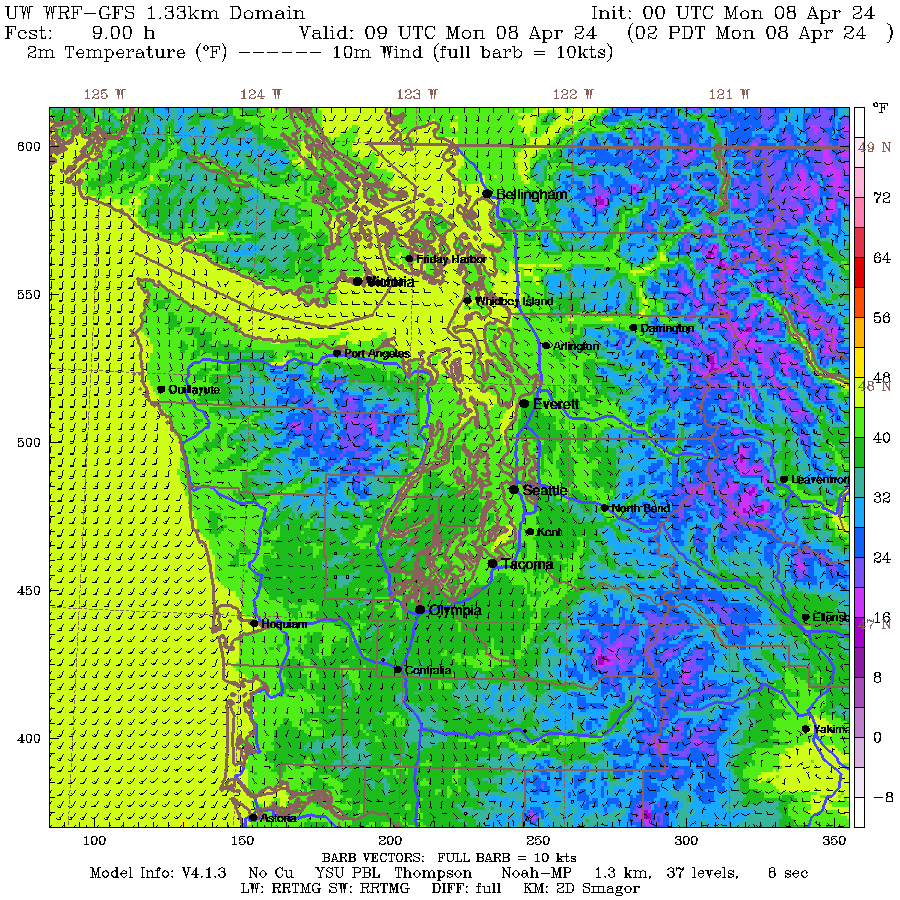 UW WRF-GFS 1.33km Domain Init: 00 UTC Mon 08 Apr 24
Fcst: 9.00 h Valid: 09 UTC Mon 08 Apr 24 (02 PDT Mon 08 Apr 24 )
2m Temperature (°F) ------ 10m Wind (full barb = 10kts)
125 W 124 W 123 W 122 W 121 W
°F
600 49 N
Bellingham 72
Friday Harbor 64
550 Victoria
Whidbey Island
Darrington 56
Arlington
Port Angeles
Quillayute 48
48 N
Everett
500 40
Leavenwor
Seattle 32
North Bend
Kent
Tacoma 24
450
Olympia 16
Ellensb
Hoquiam 47 N
Centralia 8
Yakima
400 0
-8
Astoria
100 150 200 250 300 350
BARB VECTORS: FULL BARB = 10 kts
Model Info: V4.1.3 No Cu YSU PBL Thompson Noah-MP 1.3 km, 37 levels, 8 sec
LW: RRTMG SW: RRTMG DIFF: full KM: 2D Smagor